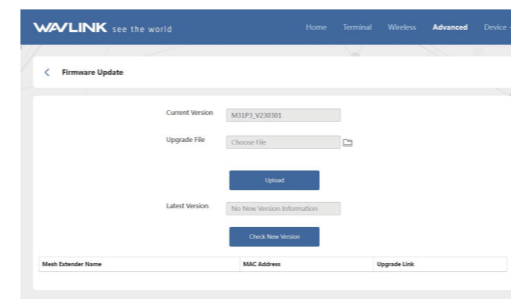 WAVLINK see the world
Home Terminal Wireless Advanced Device
Firmware Update
Current Version M31P3_V230301
Upgrade File Choose File
Upload
Latest Version No New Version Information
Check New Version
Mesh Extender Name MAC Address Upgrade Link